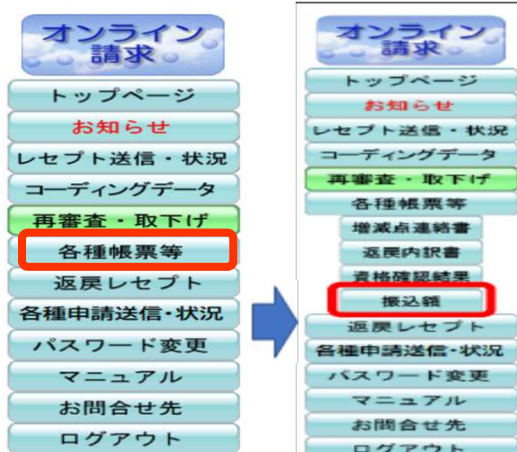 オンライン
請求
トップページ
お知らせ
レセプト送信・状況
コーディングデータ
再審査・取下げ
各種帳票等
返戻レセプト
各種申請送信・状況
パスワード変更
マニュアル
お問合せ先
ログアウト
オンライン
請求
トップページ
お知らせ
レセプト送信・状況
コーディングデータ
再審査・取下げ
各種帳票等
増減点連絡書
返戻内訳書
資格確認結果
振込額
返戻レセプト
各種申請送信・状況
パスワード変更
マニュアル
お問合せ先
ログアウト